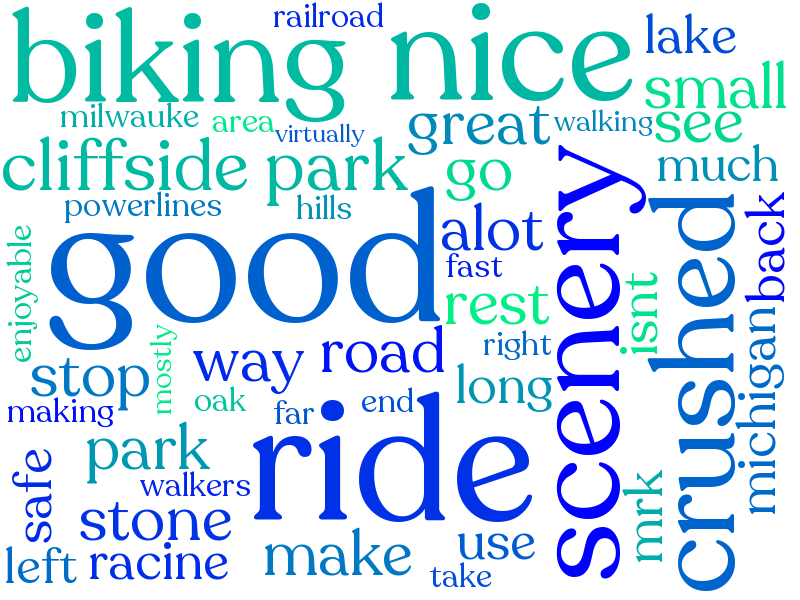 railroad
biking nice
lake
small
milwauke area
virtually
great
walking
see
cliffside park
go
much
powerlines
hills
good
alot
fast
scenery
crushed
back
enjoyable
rest
isnt
mostly
way
road
right
stop
long
michigan
oak
making
far
end
park
ride
safe
walkers
mrk
stone
make
use
left
racine
take